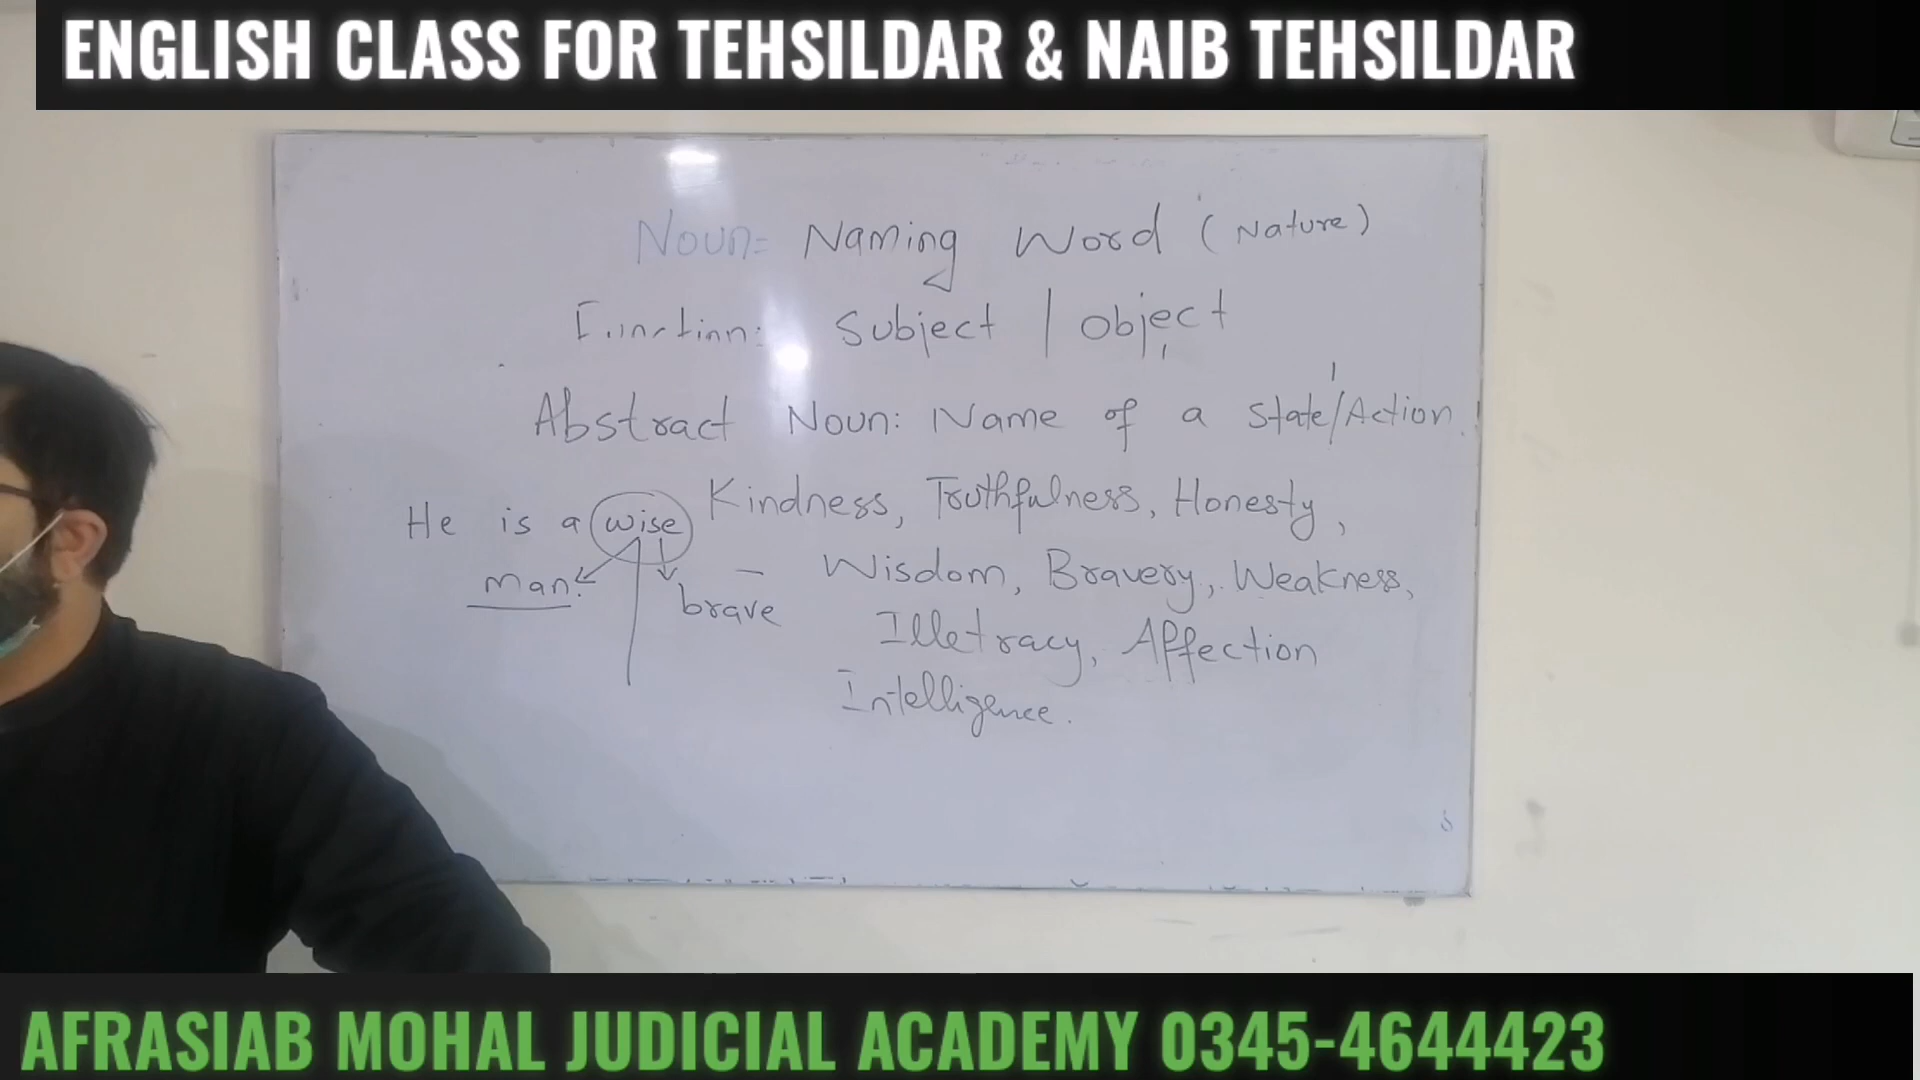 ENGLISH CLASS FOR TEHSILDAR & NAIB TEHSILDAR
Noun= Naming Word (Nature)
Function: Subject | Object
Abstract Noun: Name of a State/Action.
Kindness, Truthfulness, Honesty,
He is a wise
man.
brave
– Wisdom, Bravery, Weakness,
Illetracy, Affection
Intelligence.
AFRASIAB MOHAL JUDICIAL ACADEMY 0345-4644423